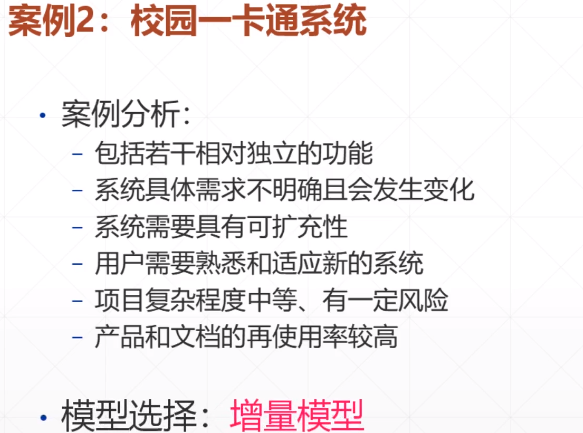 案例2：校园一卡通系统
• 案例分析：
– 包括若干相对独立的功能
– 系统具体需求不明确且会发生变化
– 系统需要具有可扩充性
– 用户需要熟悉和适应新的系统
– 项目复杂程度中等、有一定风险
– 产品和文档的再使用率较高
• 模型选择：增量模型